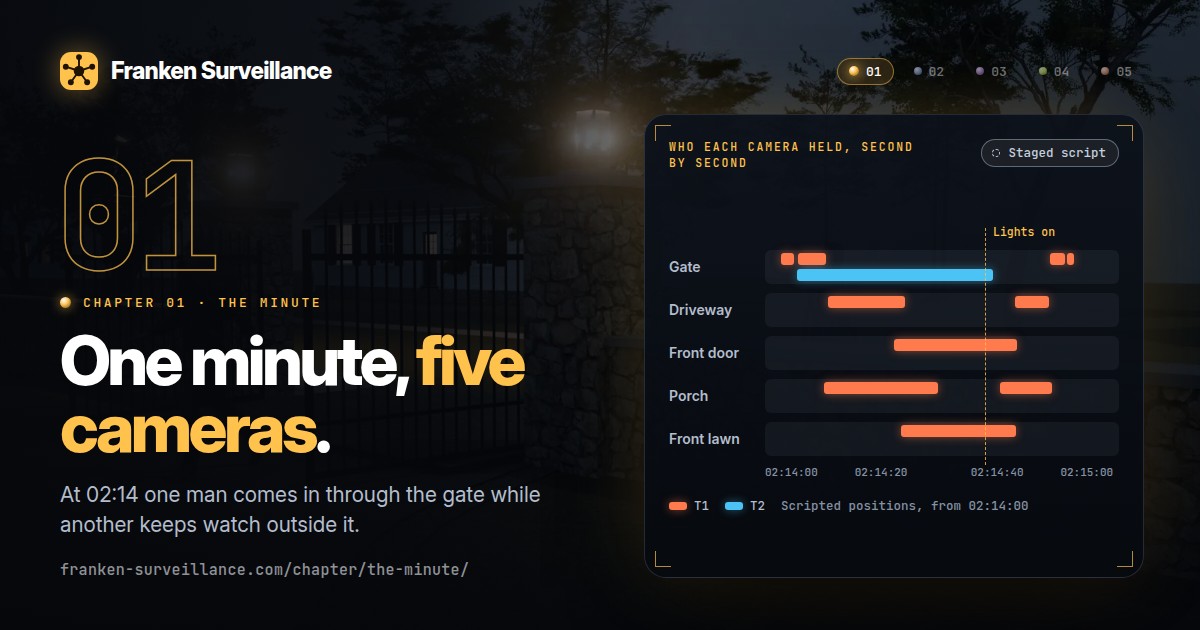 Franken Surveillance
01
02
03
04
05
01
CHAPTER 01 · THE MINUTE
One minute, five
cameras.
At 02:14 one man comes in through the gate while
another keeps watch outside it.
franken-surveillance.com/chapter/the-minute/
WHO EACH CAMERA HELD, SECOND
BY SECOND
Staged script
Lights on
Gate
Driveway
Front door
Porch
Front lawn
02:14:00 02:14:20 02:14:40 02:15:00
T1 T2 Scripted positions, from 02:14:00